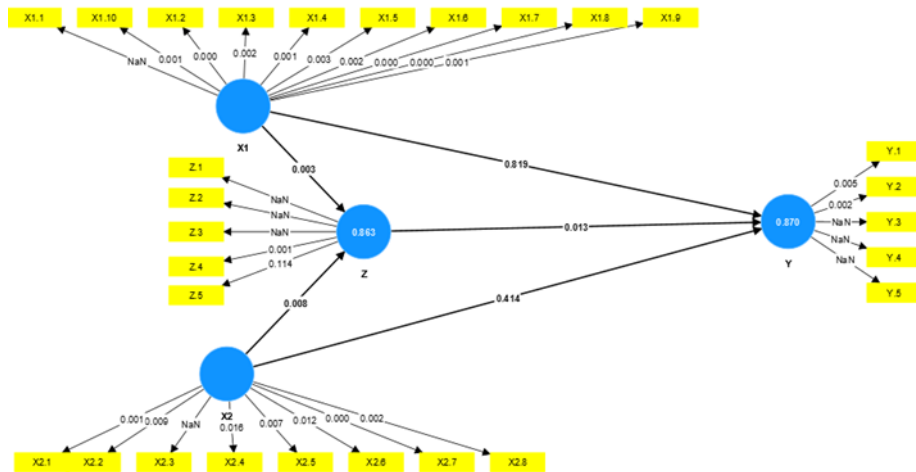 X1.1 X1.10 X1.2 X1.3 X1.4 X1.5 X1.6 X1.7 X1.8 X1.9
NaN 0.001 0.000 0.002 0.001 0.003 0.002 0.000 0.000 0.001
X1
0.003
0.819
Z.1
Z.2
Z.3
Z.4
Z.5
NaN
NaN
NaN
0.001
0.114
0.863
Z
0.013
0.008
0.414
Y.1
Y.2
Y.3
Y.4
Y.5
0.005
0.002
NaN
NaN
NaN
0.870
Y
X2
0.001 0.009 NaN 0.016 0.007 0.012 0.000 0.002
X2.1 X2.2 X2.3 X2.4 X2.5 X2.6 X2.7 X2.8